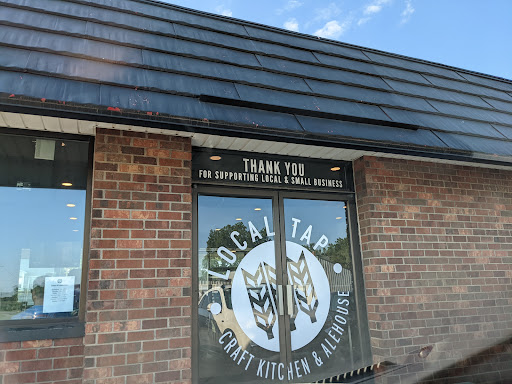 THANK YOU
FOR SUPPORTING LOCAL & SMALL BUSINESS
LOCAL TAP
CRAFT KITCHEN & ALEHOUSE